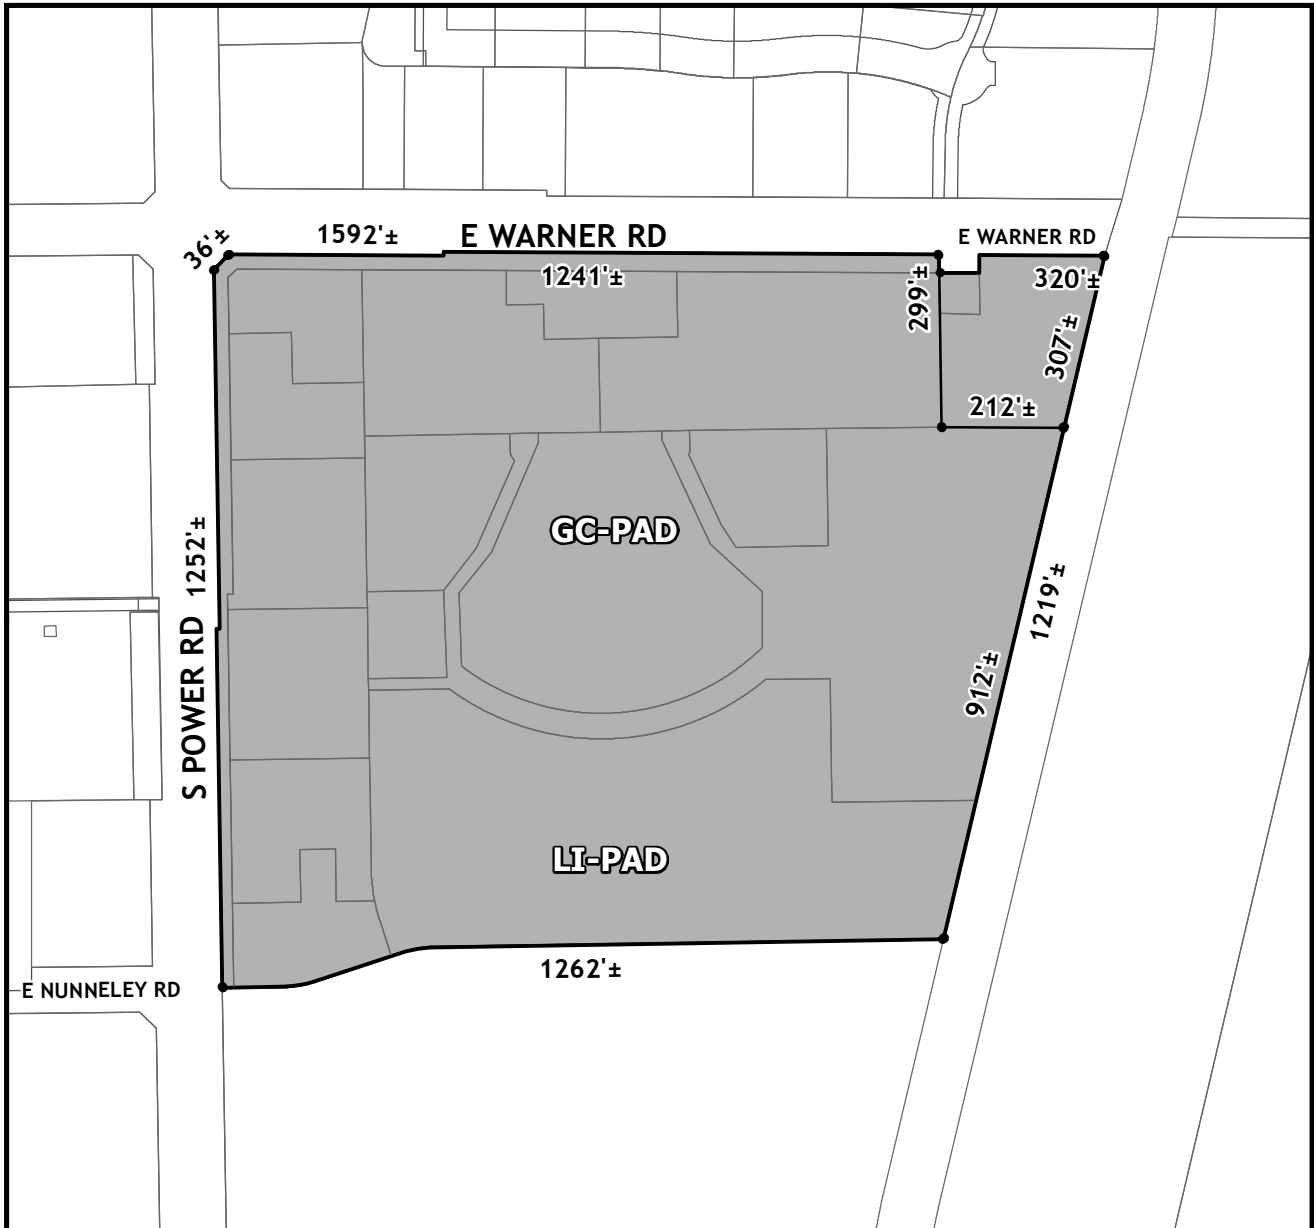 36'±
1592'±
E WARNER RD
E WARNER RD
1241'±
299'±
320'±
307'±
212'±
GC-PAD
1252'±
S POWER RD
1219'±
912'±
LI-PAD
1262'±
E NUNNELEY RD